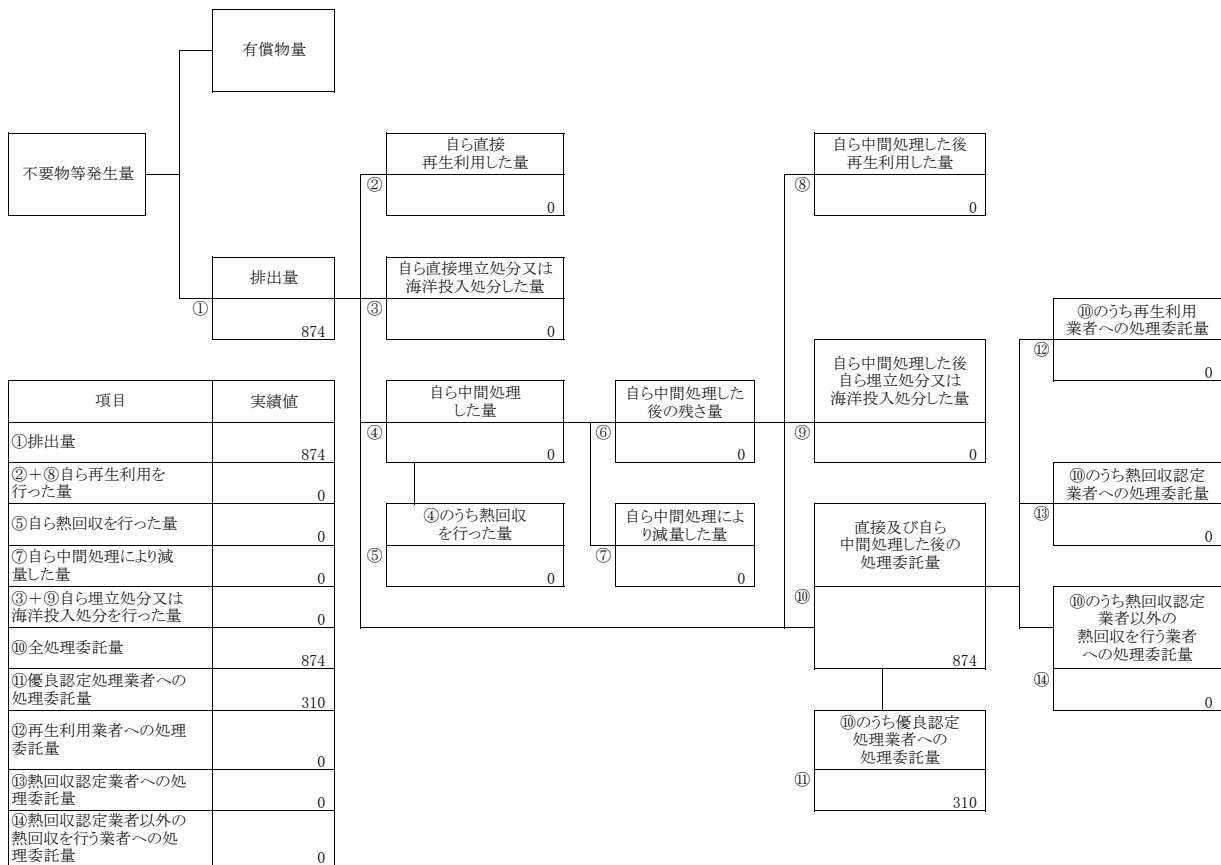 有償物量
不要物等発生量
自ら直接
再生利用した量
②
0
自ら中間処理した後
再生利用した量
⑧
0
排出量
①
874
自ら直接埋立処分又は
海洋投入処分した量
③
0
⑩のうち再生利用
業者への処理委託量
⑫
0
自ら中間処理
した量
④
0
自ら中間処理した
後の残さ量
⑥
0
自ら中間処理した後
自ら埋立処分又は
海洋投入処分した量
⑨
0
⑩のうち熱回収認定
業者への処理委託量
⑬
0
④のうち熱回収
を行った量
⑤
0
自ら中間処理によ
り減量した量
⑦
0
直接及び自ら
中間処理した後の
処理委託量
⑩
874
⑩のうち熱回収認定
業者以外の
熱回収を行う業者
への処理委託量
⑭
0
⑩のうち優良認定
処理業者への
処理委託量
⑪
310
項目 実績値
①排出量
874
②＋⑧自ら再生利用を
行った量
0
⑤自ら熱回収を行った量
0
⑦自ら中間処理により減
量した量
0
③＋⑨自ら埋立処分又は
海洋投入処分を行った量
0
⑩全処理委託量
874
⑪優良認定処理業者への
処理委託量
310
⑫再生利用業者への処理
委託量
0
⑬熱回収認定業者への処
理委託量
0
⑭熱回収認定業者以外の
熱回収を行う業者への処
理委託量
0